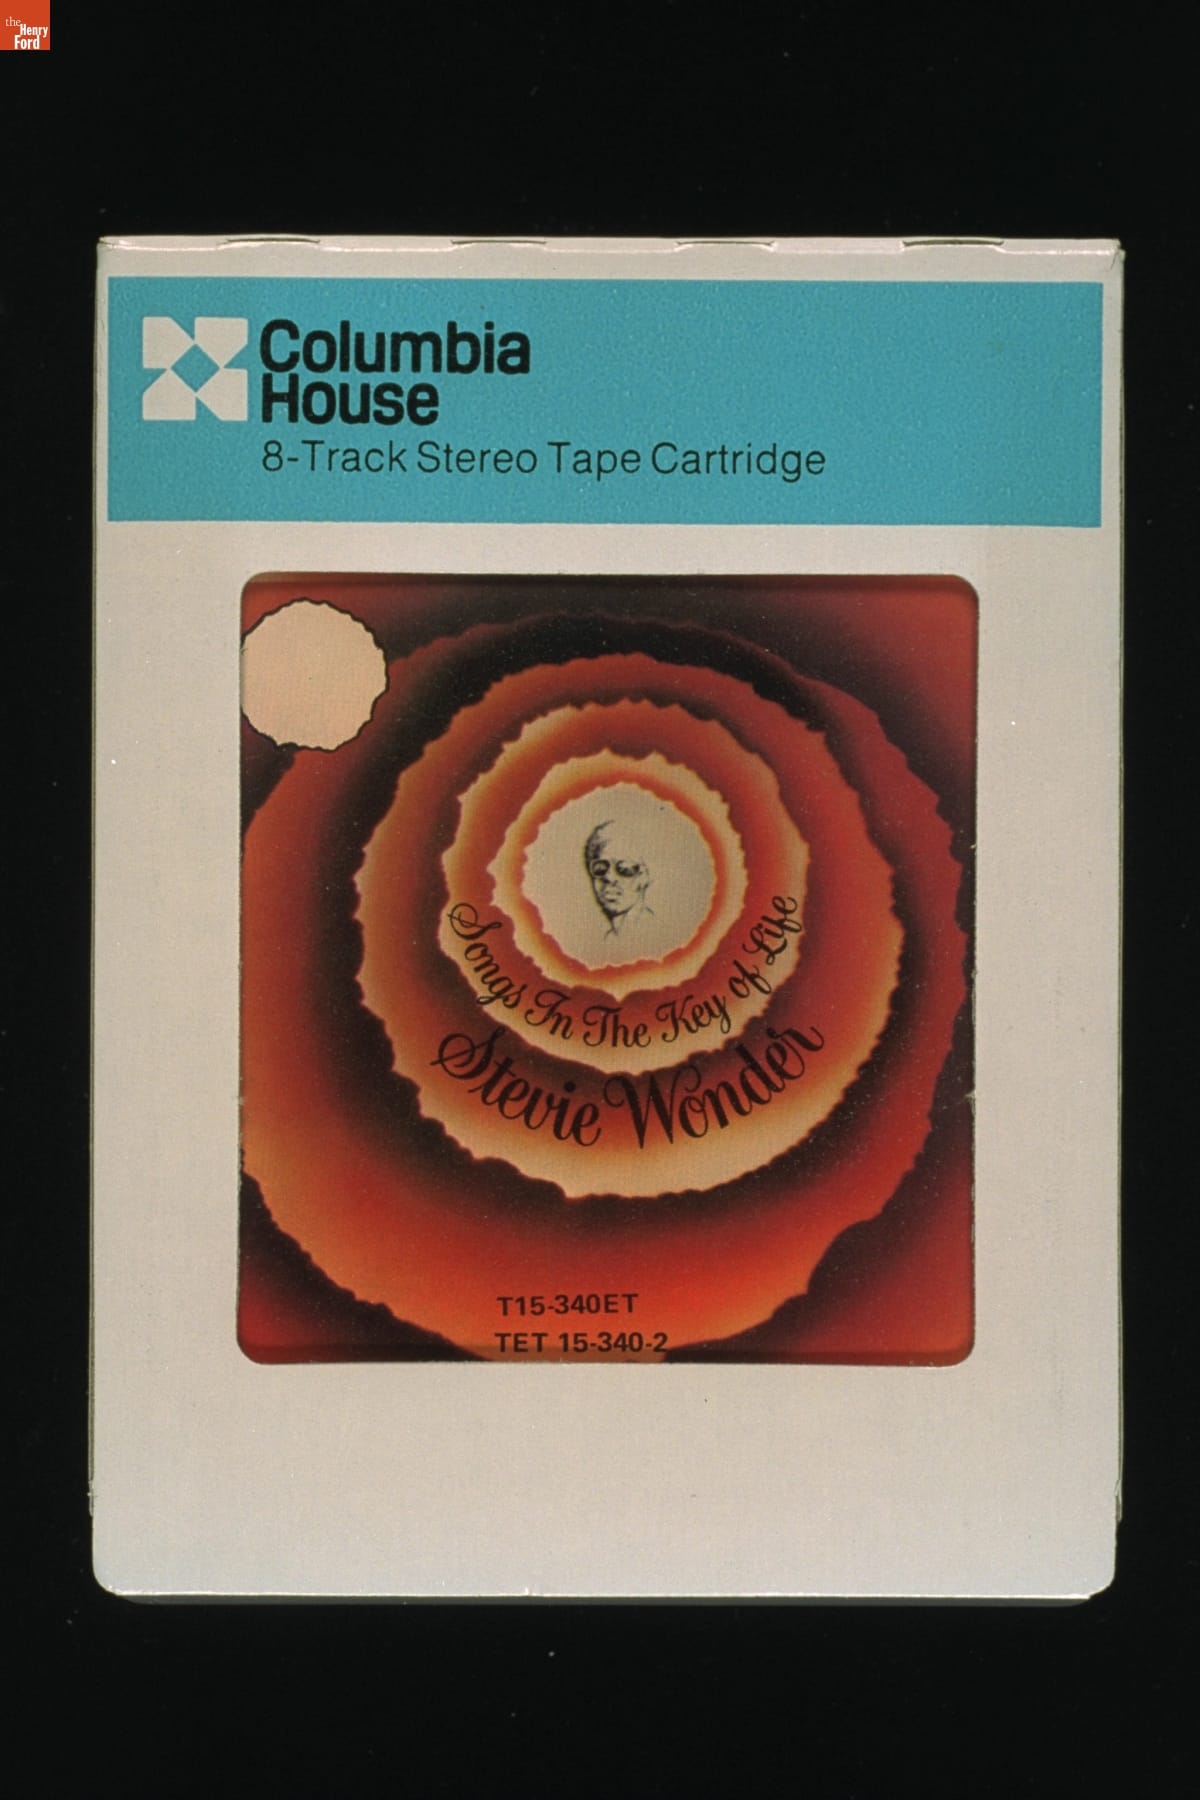 the
Henry
Ford
Columbia
House
8-Track Stereo Tape Cartridge
Songs In The Key of Life
Stevie Wonder
T15-340ET
TET 15-340-2